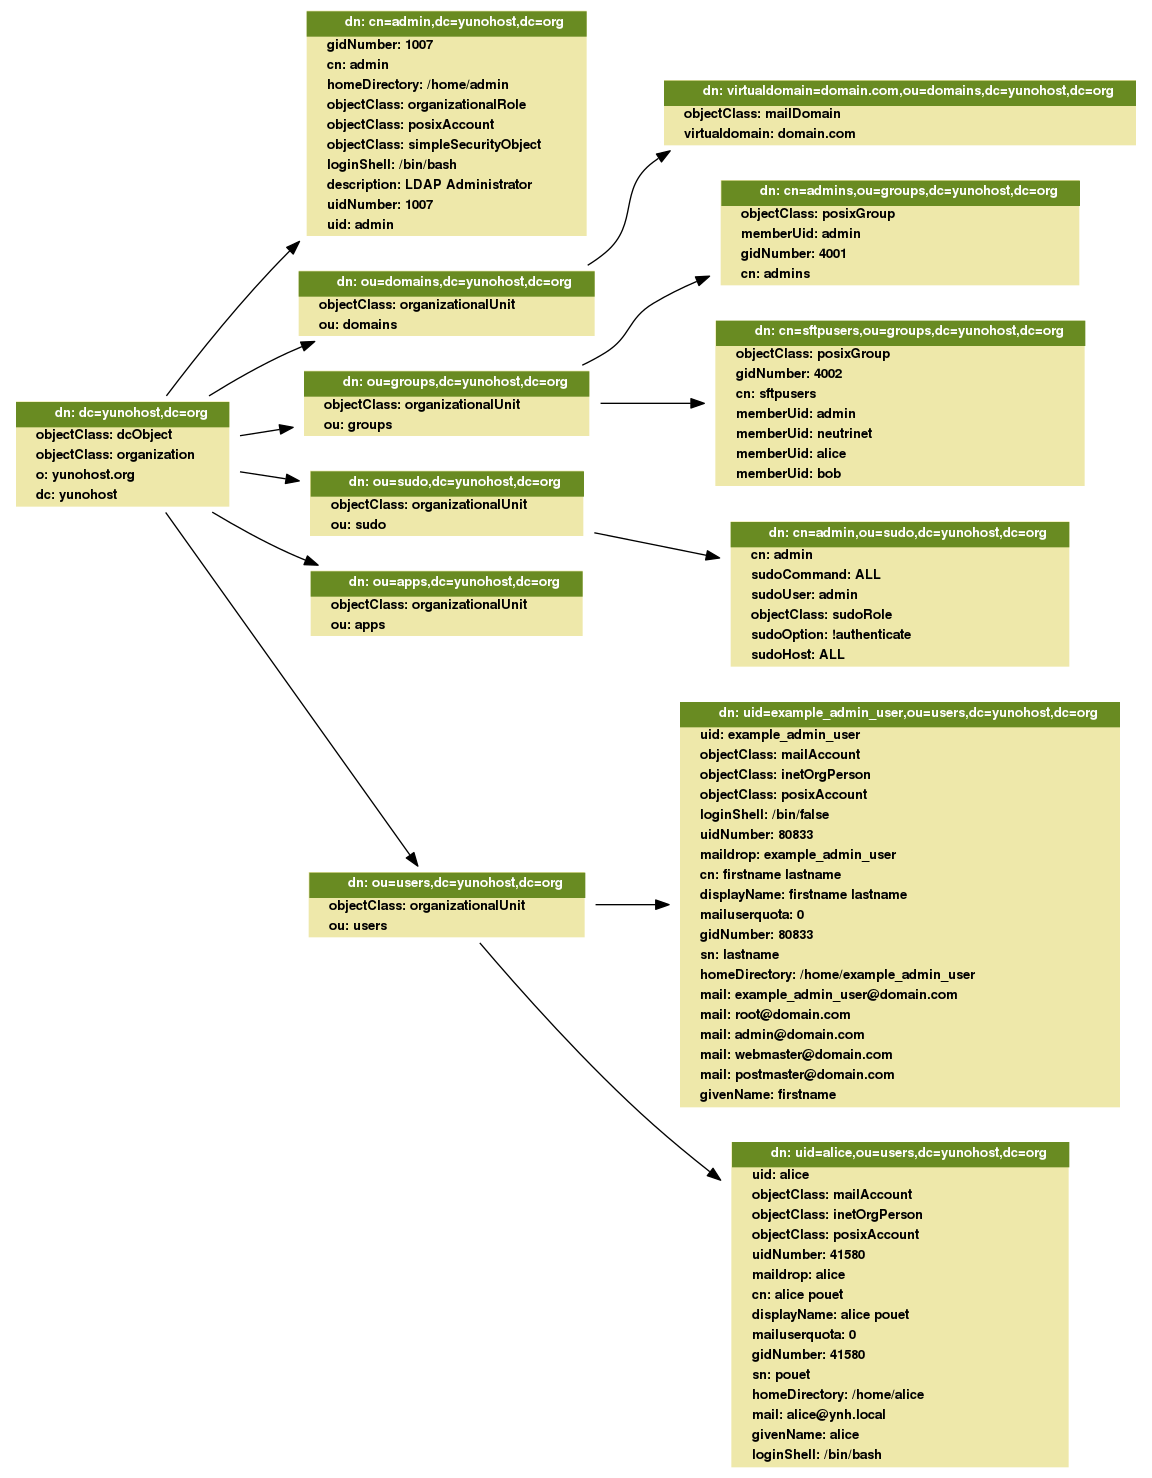 dn: cn=admin,dc=yunohost,dc=org
gidNumber: 1007
cn: admin
homeDirectory: /home/admin
objectClass: organizationalRole
objectClass: posixAccount
objectClass: simpleSecurityObject
loginShell: /bin/bash
description: LDAP Administrator
uidNumber: 1007
uid: admin
dn: virtualdomain=domain.com,ou=domains,dc=yunohost,dc=org
objectClass: mailDomain
virtualdomain: domain.com
dn: cn=admins,ou=groups,dc=yunohost,dc=org
objectClass: posixGroup
memberUid: admin
gidNumber: 4001
cn: admins
dn: ou=domains,dc=yunohost,dc=org
objectClass: organizationalUnit
ou: domains
dn: cn=sftpusers,ou=groups,dc=yunohost,dc=org
objectClass: posixGroup
gidNumber: 4002
cn: sftpusers
memberUid: admin
memberUid: neutrinet
memberUid: alice
memberUid: bob
dn: ou=groups,dc=yunohost,dc=org
objectClass: organizationalUnit
ou: groups
dn: dc=yunohost,dc=org
objectClass: dcObject
objectClass: organization
o: yunohost.org
dc: yunohost
dn: ou=sudo,dc=yunohost,dc=org
objectClass: organizationalUnit
ou: sudo
dn: cn=admin,ou=sudo,dc=yunohost,dc=org
cn: admin
sudoCommand: ALL
sudoUser: admin
objectClass: sudoRole
sudoOption: !authenticate
sudoHost: ALL
dn: ou=apps,dc=yunohost,dc=org
objectClass: organizationalUnit
ou: apps
dn: uid=example_admin_user,ou=users,dc=yunohost,dc=org
uid: example_admin_user
objectClass: mailAccount
objectClass: inetOrgPerson
objectClass: posixAccount
loginShell: /bin/false
uidNumber: 80833
maildrop: example_admin_user
cn: firstname lastname
displayName: firstname lastname
mailuserquota: 0
gidNumber: 80833
sn: lastname
homeDirectory: /home/example_admin_user
mail: example_admin_user@domain.com
mail: root@domain.com
mail: admin@domain.com
mail: webmaster@domain.com
mail: postmaster@domain.com
givenName: firstname
dn: ou=users,dc=yunohost,dc=org
objectClass: organizationalUnit
ou: users
dn: uid=alice,ou=users,dc=yunohost,dc=org
uid: alice
objectClass: mailAccount
objectClass: inetOrgPerson
objectClass: posixAccount
uidNumber: 41580
maildrop: alice
cn: alice pouet
displayName: alice pouet
mailuserquota: 0
gidNumber: 41580
sn: pouet
homeDirectory: /home/alice
mail: alice@ynh.local
givenName: alice
loginShell: /bin/bash